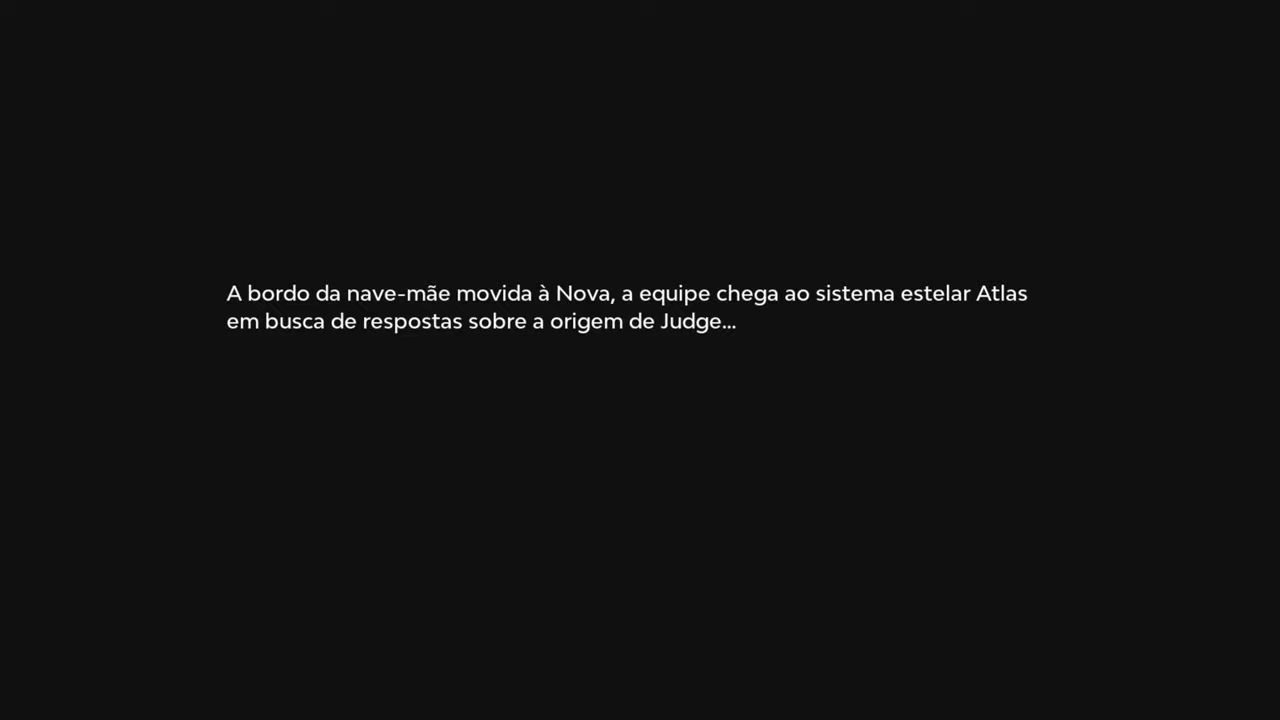 A bordo da nave-mãe movida à Nova, a equipe chega ao sistema estelar Atlas
em busca de respostas sobre a origem de Judge...